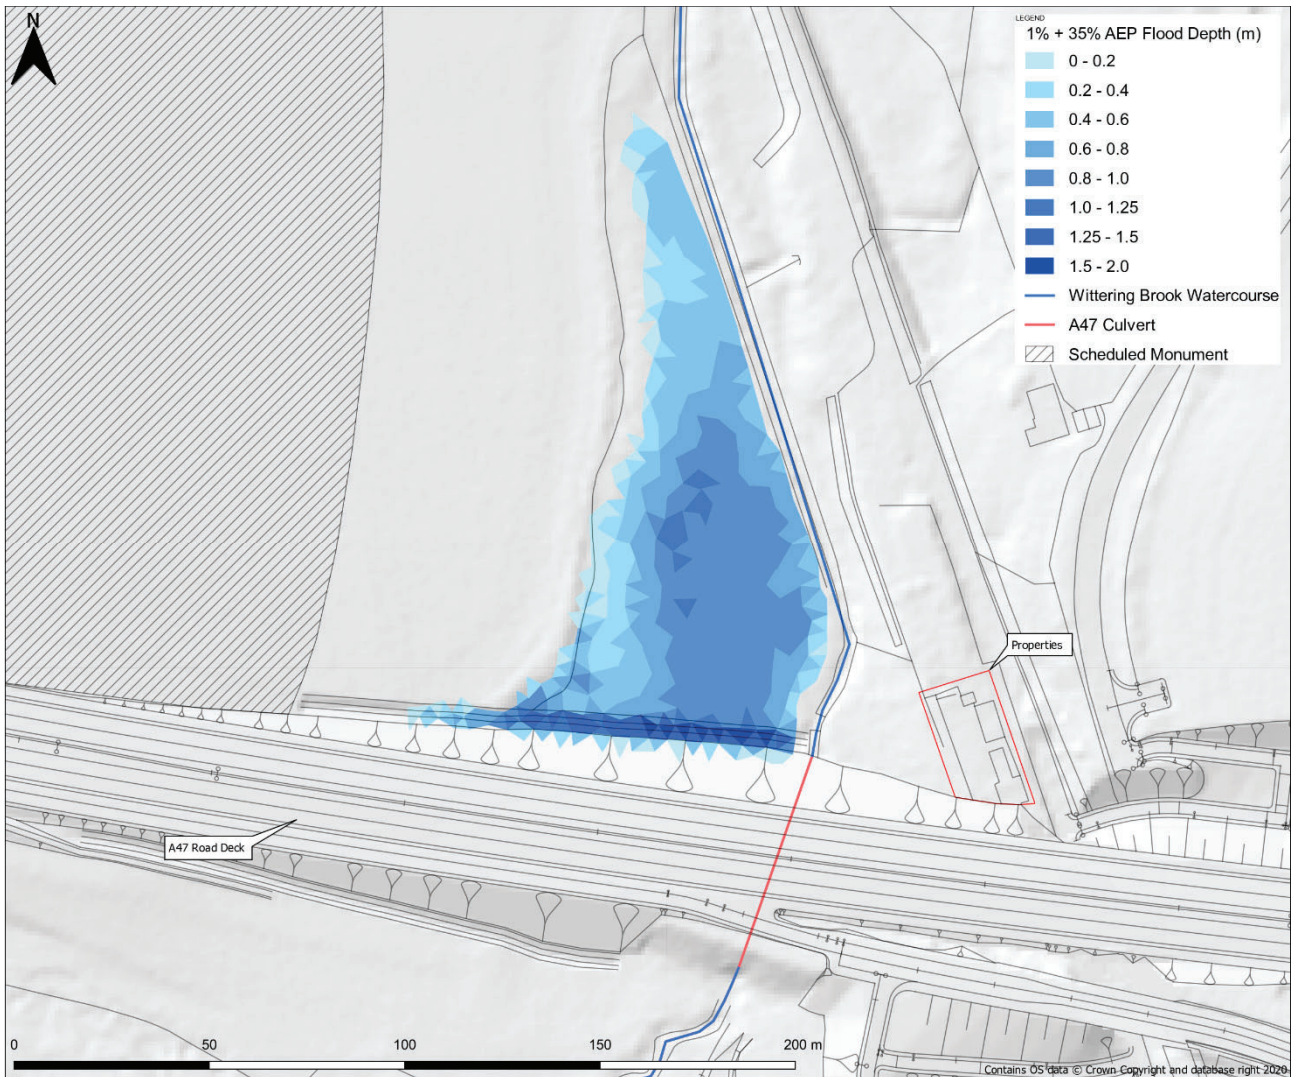 N
LEGEND
1% + 35% AEP Flood Depth (m)
0 - 0.2
0.2 - 0.4
0.4 - 0.6
0.6 - 0.8
0.8 - 1.0
1.0 - 1.25
1.25 - 1.5
1.5 - 2.0
Wittering Brook Watercourse
A47 Culvert
Scheduled Monument
Properties
A47 Road Deck
0 50 100 150 200 m
Contains OS data © Crown Copyright and database right 2020